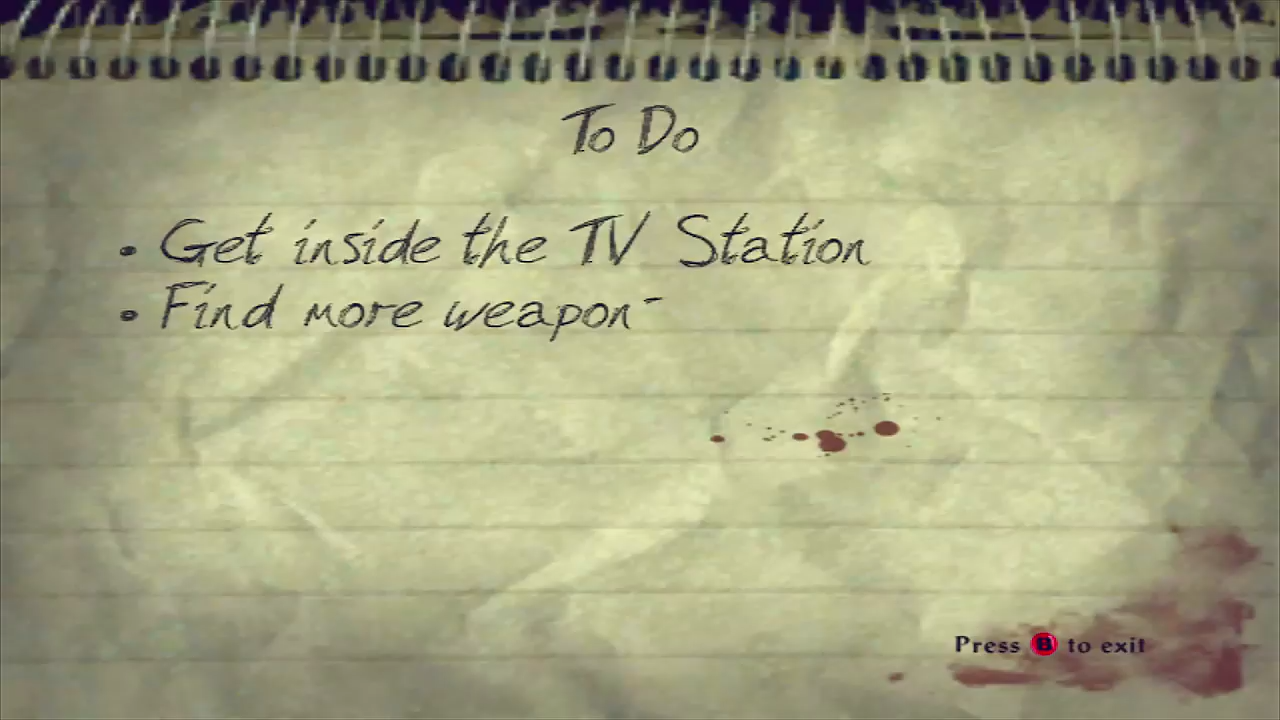 To Do
• Get inside the TV Station
• Find more weapon
Press B to exit